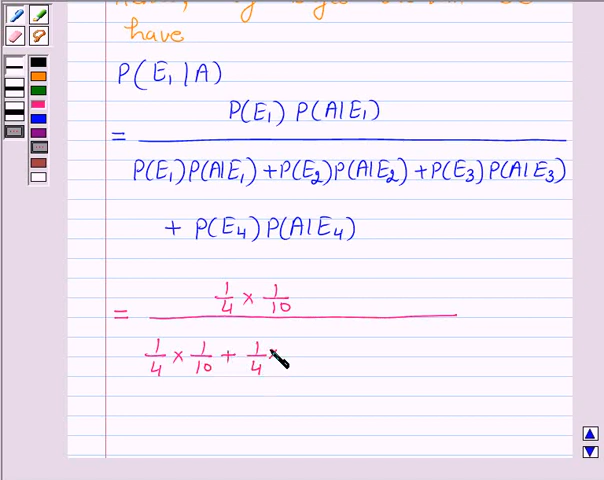 have
P(E₁|A)
P(E₁) P(A|E₁)
=
P(E₁)P(A|E₁)+P(E₂)P(A|E₂)+P(E₃)P(A|E₃)
+ P(E₄)P(A|E₄)
1/4 × 1/10
=
1/4 × 1/10 + 1/4 ×